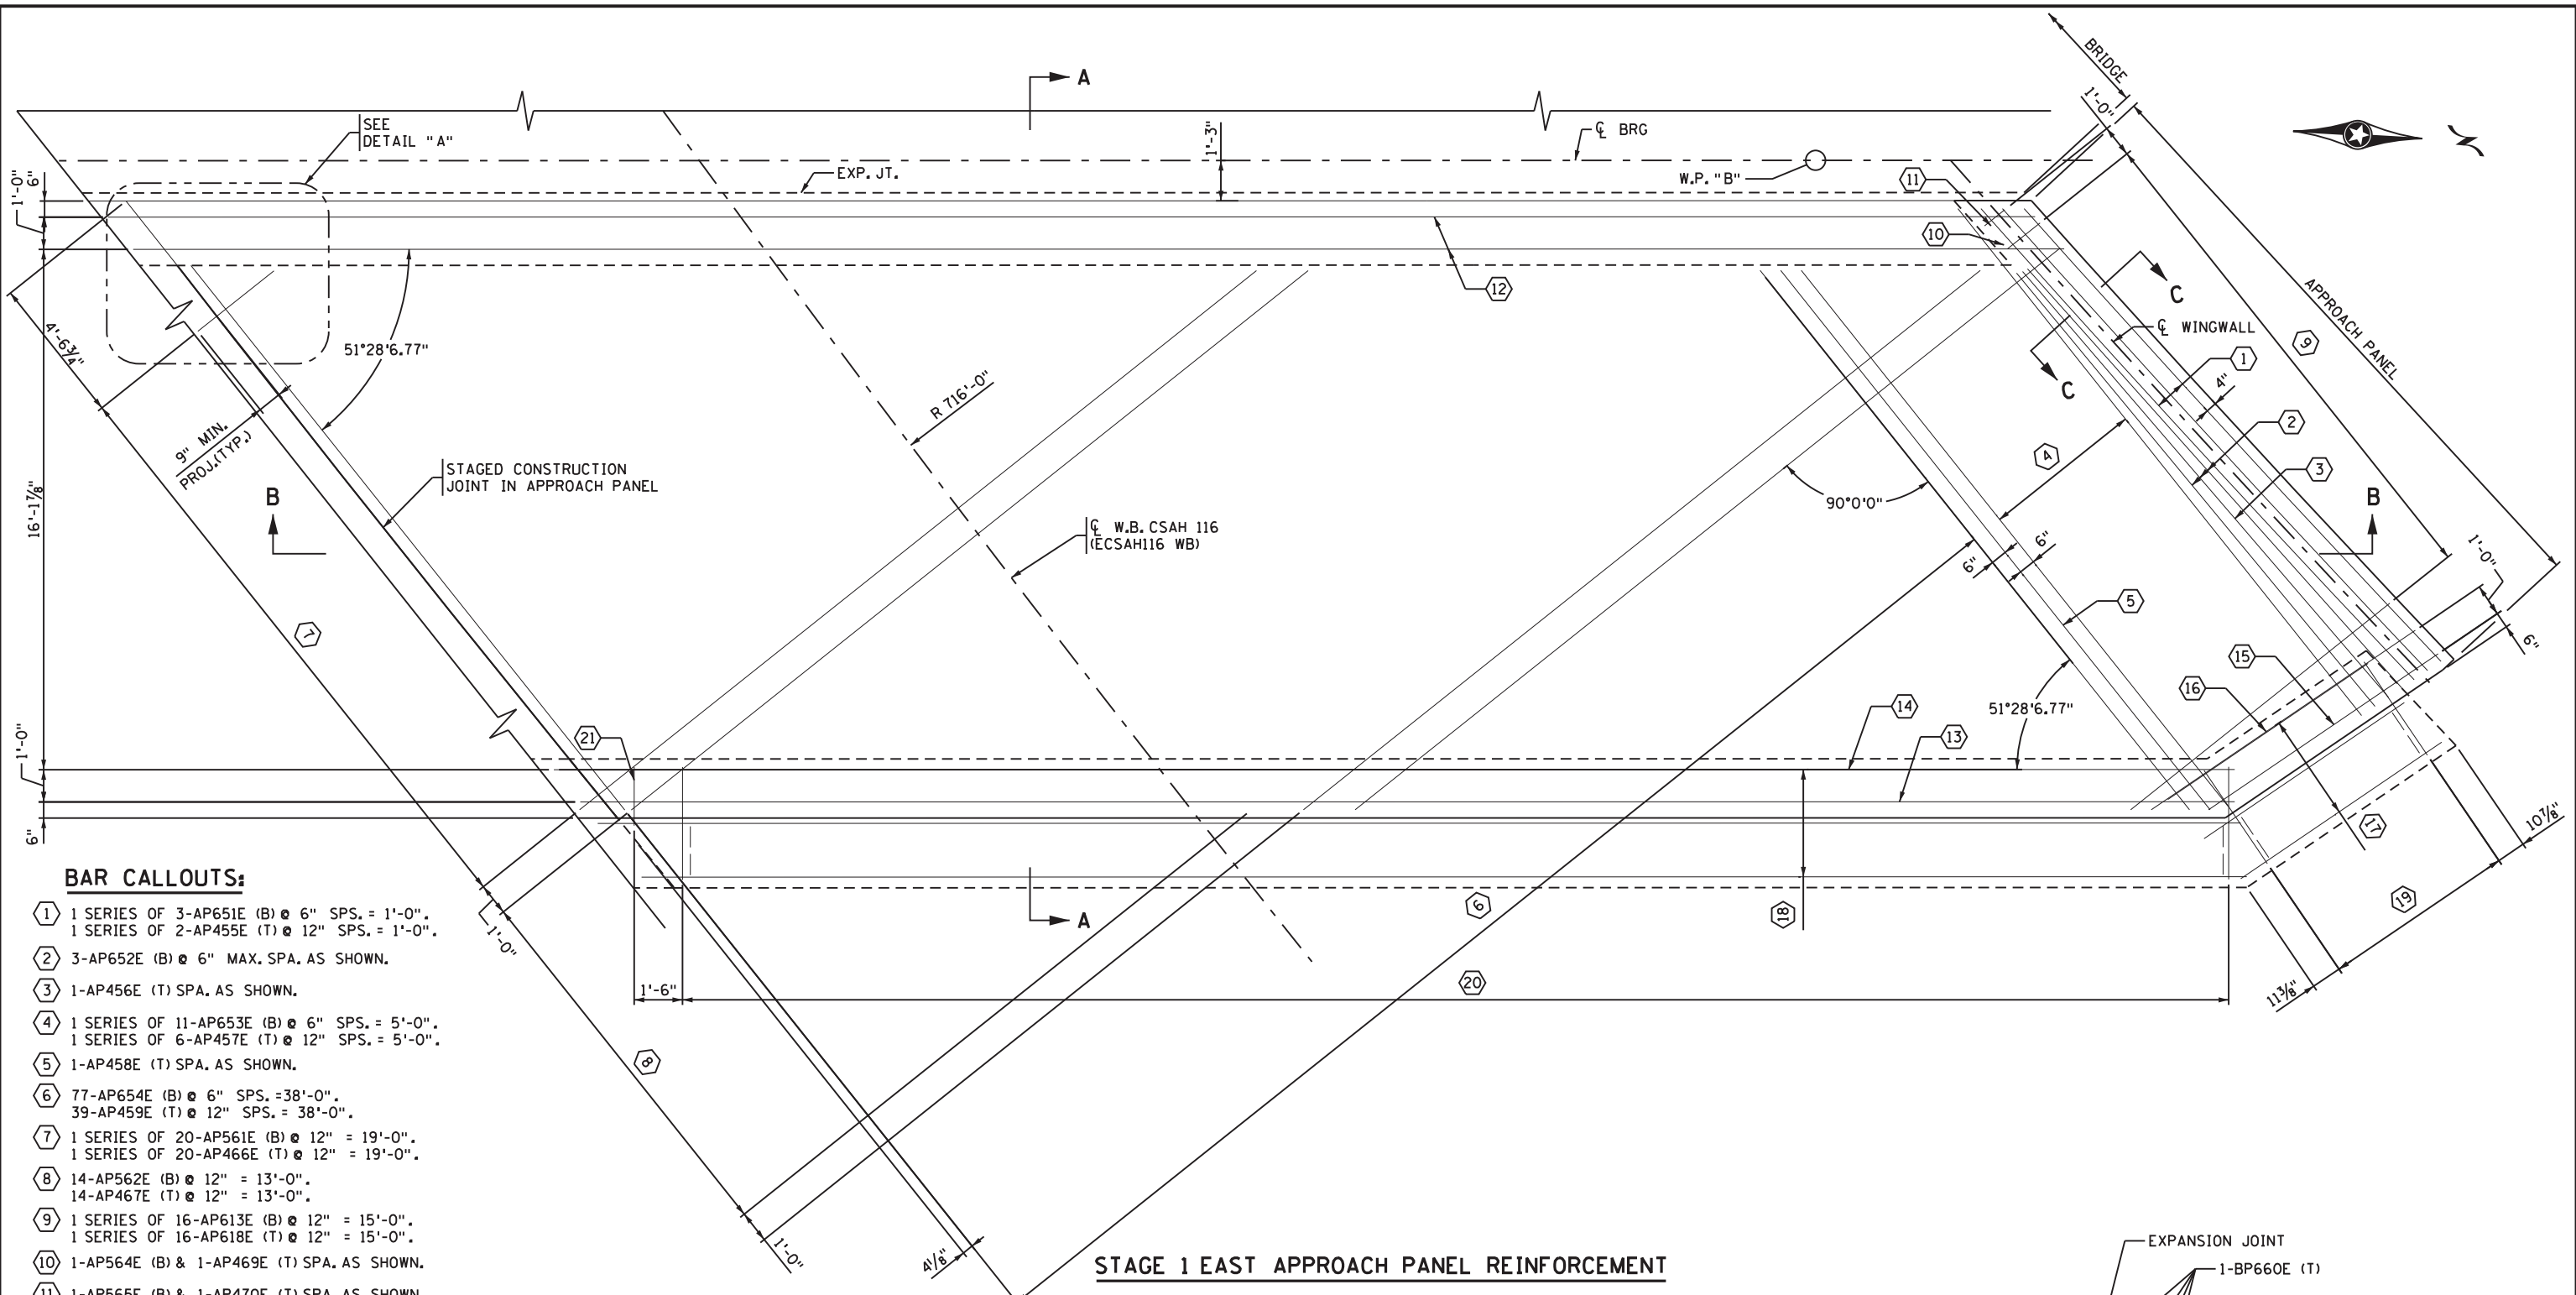 BRIDGE
A
1'-0"
SEE
DETAIL "A"
1'-3"
℄ BRG
EXP. JT.
W.P. "B"
11
6"
1'-0"
10
C
12
APPROACH PANEL
℄ WINGWALL
9
1
51°28'6.77"
4'-6¾"
R 716'-0"
4"
C
2
9" MIN.
PROJ.(TYP.)
STAGED CONSTRUCTION
JOINT IN APPROACH PANEL
4
3
B
90°0'0"
B
16'-1⅞"
℄ W.B. CSAH 116
(ECSAH116 WB)
6"
6"
1'-0"
5
7
6"
15
16
51°28'6.77"
14
1'-0"
21
13
17
10⅞"
6"
BAR CALLOUTS:
1 1 SERIES OF 3-AP651E (B) @ 6" SPS. = 1'-0".
1 SERIES OF 2-AP455E (T) @ 12" SPS. = 1'-0".
2 3-AP652E (B) @ 6" MAX. SPA. AS SHOWN.
3 1-AP456E (T) SPA. AS SHOWN.
4 1 SERIES OF 11-AP653E (B) @ 6" SPS. = 5'-0".
1 SERIES OF 6-AP457E (T) @ 12" SPS. = 5'-0".
5 1-AP458E (T) SPA. AS SHOWN.
6 77-AP654E (B) @ 6" SPS. =38'-0".
39-AP459E (T) @ 12" SPS. = 38'-0".
7 1 SERIES OF 20-AP561E (B) @ 12" = 19'-0".
1 SERIES OF 20-AP466E (T) @ 12" = 19'-0".
8 14-AP562E (B) @ 12" = 13'-0".
14-AP467E (T) @ 12" = 13'-0".
9 1 SERIES OF 16-AP613E (B) @ 12" = 15'-0".
1 SERIES OF 16-AP618E (T) @ 12" = 15'-0".
10 1-AP564E (B) & 1-AP469E (T) SPA. AS SHOWN.
11 1-AP565E (B) & 1-AP470E (T) SPA. AS SHOWN
6
18
19
A
1'-0"
1'-6"
20
11⅜"
8
1'-0"
4⅛"
STAGE 1 EAST APPROACH PANEL REINFORCEMENT
EXPANSION JOINT
1-BP660E (T)